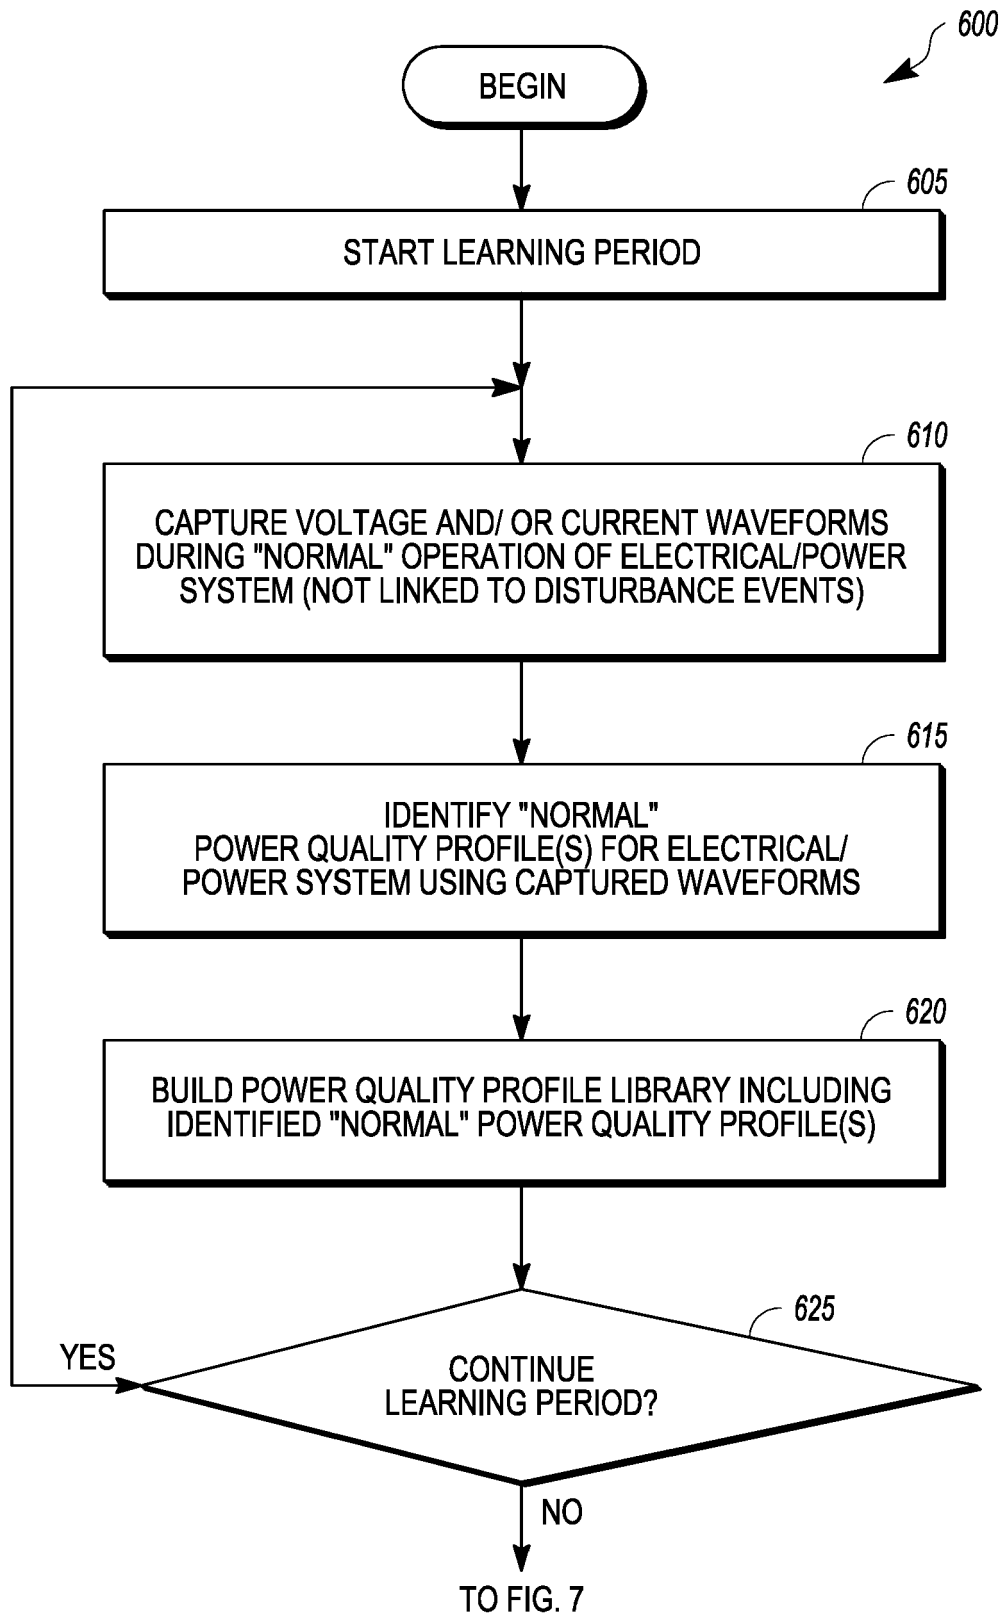 600
BEGIN
605
START LEARNING PERIOD
610
CAPTURE VOLTAGE AND/ OR CURRENT WAVEFORMS
DURING "NORMAL" OPERATION OF ELECTRICAL/POWER
SYSTEM (NOT LINKED TO DISTURBANCE EVENTS)
615
IDENTIFY "NORMAL"
POWER QUALITY PROFILE(S) FOR ELECTRICAL/
POWER SYSTEM USING CAPTURED WAVEFORMS
620
BUILD POWER QUALITY PROFILE LIBRARY INCLUDING
IDENTIFIED "NORMAL" POWER QUALITY PROFILE(S)
625
YES
CONTINUE
LEARNING PERIOD?
NO
TO FIG. 7